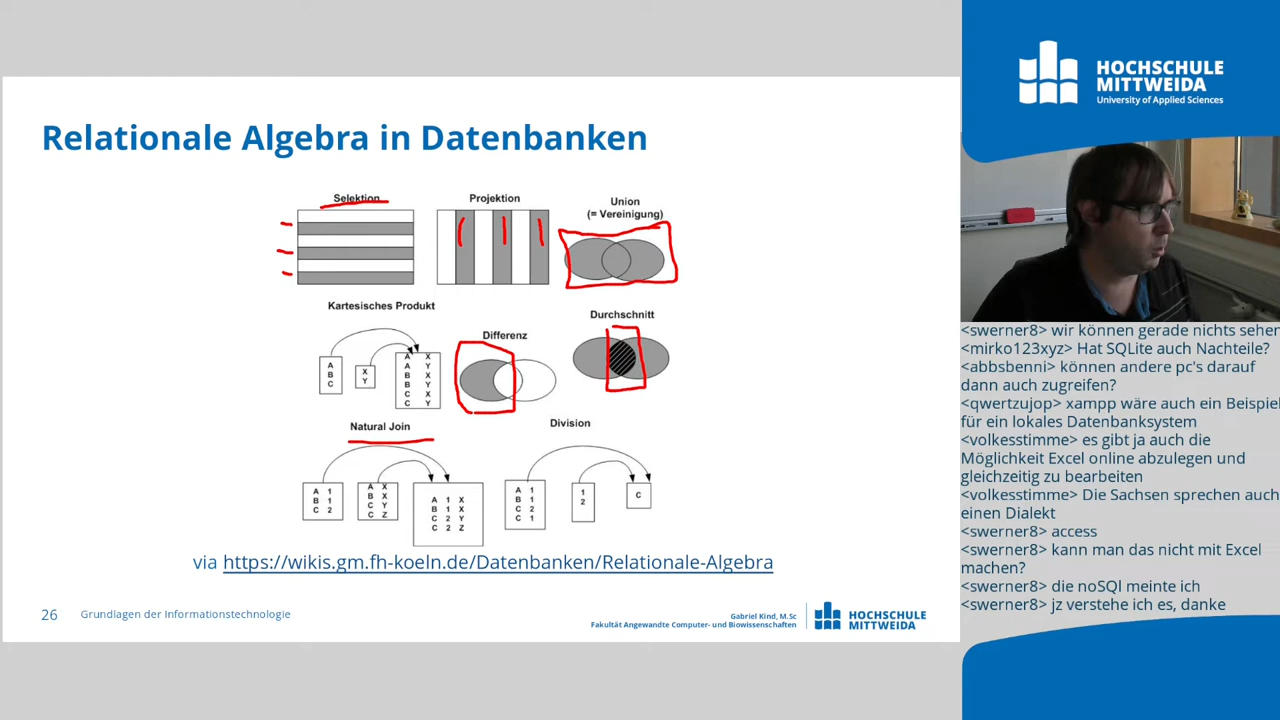 HOCHSCHULE
MITTWEIDA
University of Applied Sciences
Relationale Algebra in Datenbanken
Selektion
Projektion
Union
(= Vereinigung)
Kartesisches Produkt
A
B
C
X
Y
A X
A Y
B X
B Y
C X
C Y
Differenz
Durchschnitt
Natural Join
A 1
B 1
C 2
A X
B X
C Y
C Z
A 1 X
B 1 X
C 2 Y
C 2 Z
Division
A 1
B 1
C 2
C 1
1
2
C
via https://wikis.gm.fh-koeln.de/Datenbanken/Relationale-Algebra
26 Grundlagen der Informationstechnologie
Gabriel Kind, M.Sc
Fakultät Angewandte Computer- und Biowissenschaften
HOCHSCHULE
MITTWEIDA
<swerner8> wir können gerade nichts sehen
<mirko123xyz> Hat SQLite auch Nachteile?
<abbsbenni> können andere pc's darauf
dann auch zugreifen?
<qwertzujop> xampp wäre auch ein Beispiel
für ein lokales Datenbanksystem
<volkesstimme> es gibt ja auch die
Möglichkeit Excel online abzulegen und
gleichzeitig zu bearbeiten
<volkesstimme> Die Sachsen sprechen auch
einen Dialekt
<swerner8> access
<swerner8> kann man das nicht mit Excel
machen?
<swerner8> die noSQl meinte ich
<swerner8> jz verstehe ich es, danke